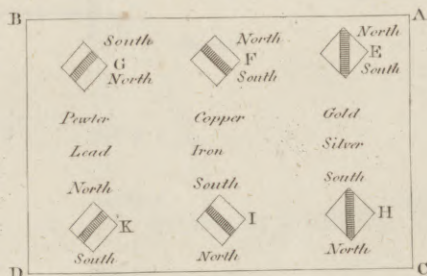 B A
South North North
G F E
North South South
Pewter Copper Gold
Lead Iron Silver
North South South
K I H
South North North
D C